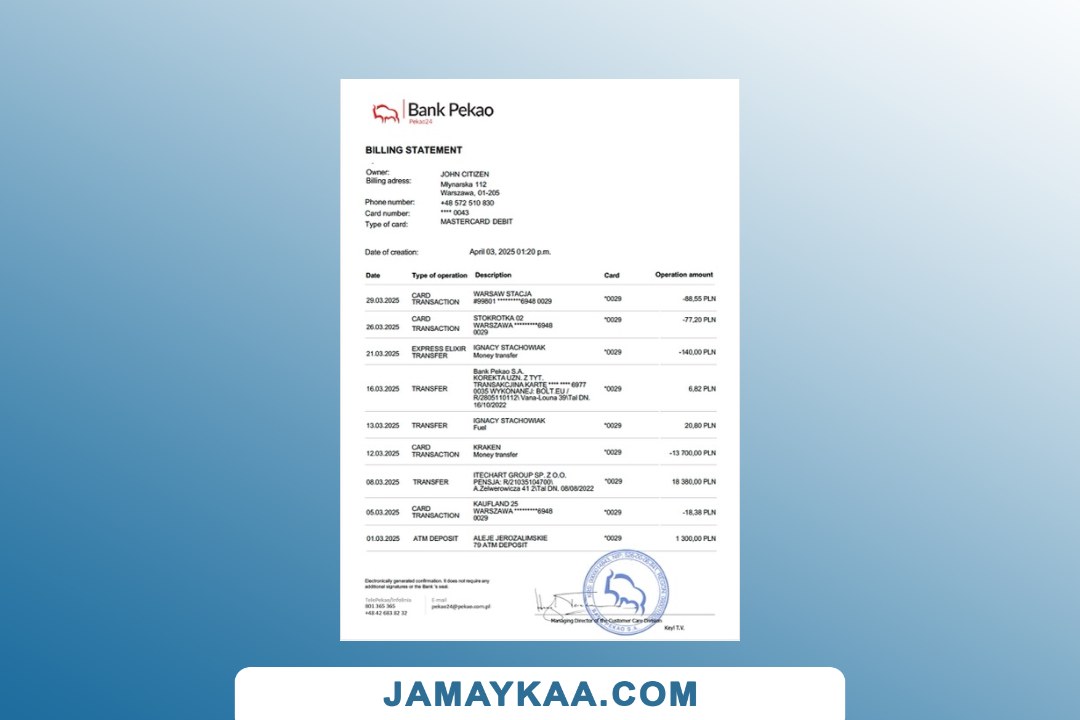 Bank Pekao
Pekao24
BILLING STATEMENT
Owner: JOHN CITIZEN
Billing adress: Młynarska 112
Warszawa, 01-205
Phone number: +48 572 510 830
Card number: **** 0043
Type of card: MASTERCARD DEBIT
Date of creation: April 03, 2025 01:20 p.m.
Date Type of operation Description Card Operation amount
29.03.2025 CARD TRANSACTION WARSAW STACJA *0029 -88,55 PLN
#99801 *********6948 0029
26.03.2025 CARD TRANSACTION STOKROTKA 02 *0029 -77,20 PLN
WARSZAWA *********6948
0029
21.03.2025 EXPRESS ELIXIR TRANSFER IGNACY STACHOWIAK *0029 -140,00 PLN
Money transfer
16.03.2025 TRANSFER Bank Pekao S.A. *0029 6,82 PLN
KOREKTA UZN. Z TYT.
TRANSAKCJINA KARTĘ **** **** 6977
0035 WYKONANEJ: BOLT.EU /
R/2805110112\ Vana-Louna 39\Tal DN.
16/10/2022
13.03.2025 TRANSFER IGNACY STACHOWIAK *0029 20,80 PLN
Fuel
12.03.2025 CARD TRANSACTION KRAKEN *0029 -13 700,00 PLN
Money transfer
08.03.2025 TRANSFER ITECHART GROUP SP. Z O.O. *0029 18 380,00 PLN
PENSJA: R/21035104700\
A.Zelwerowicza 41 2\Tal DN. 08/08/2022
05.03.2025 CARD TRANSACTION KAUFLAND 25 *0029 -18,38 PLN
WARSZAWA *********6948
0029
01.03.2025 ATM DEPOSIT ALEJE JEROZALIMSKIE *0029 1 300,00 PLN
79 ATM DEPOSIT
Electronically generated confirmation. It does not require any
additional signatures or the Bank 's seal.
TelePekao/Infolinia E-mail
801 365 365 pekao24@pekao.com.pl
+48 42 683 82 32
Managing Director of the Customer Care Division
Keyl T.V.
BANK PEKAO S.A.
JAMAYKAA.COM